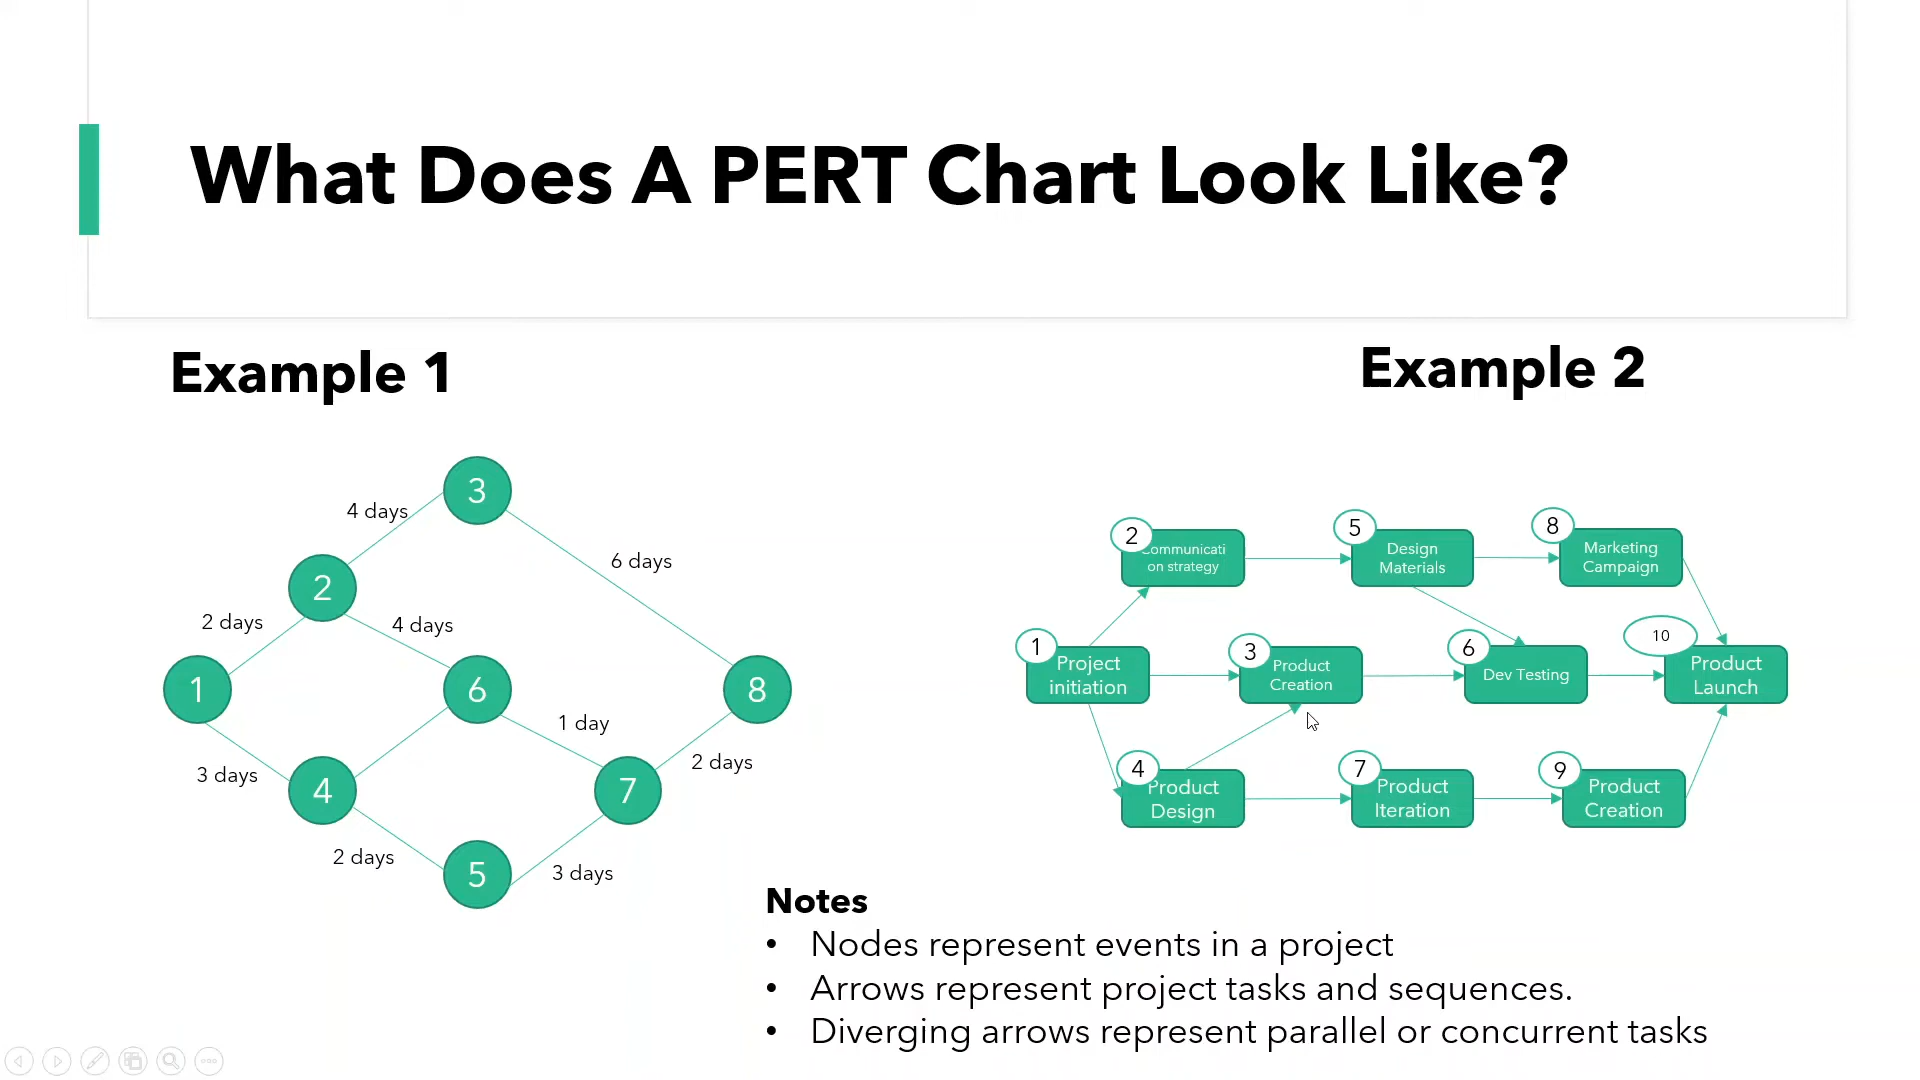 What Does A PERT Chart Look Like?
Example 1
Example 2
3
4 days
6 days
2
2 days
4 days
1
6
8
1 day
3 days
2 days
4
7
2 days
5
3 days
2
ommunicati
on strategy
5
Design
Materials
8
Marketing
Campaign
1
Project
initiation
3
Product
Creation
6
Dev Testing
10
Product
Launch
4
Product
Design
7
Product
Iteration
9
Product
Creation
Notes
• Nodes represent events in a project
• Arrows represent project tasks and sequences.
• Diverging arrows represent parallel or concurrent tasks